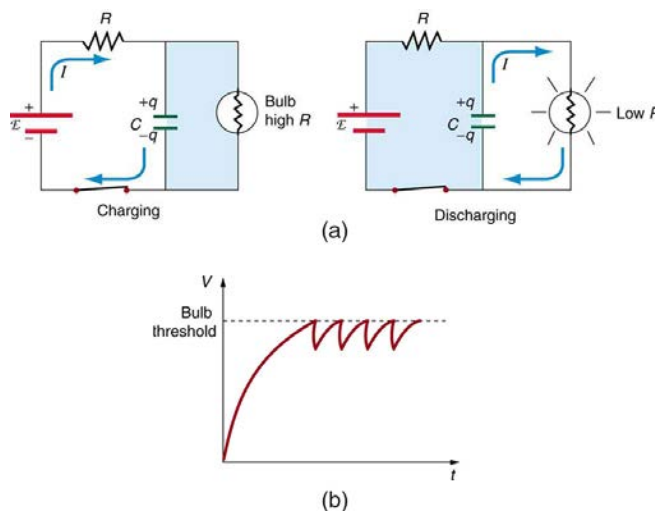 R
I
+
ℰ
−
+q
C
−q
Bulb
high R
Charging
R
I
+
ℰ
−
+q
C
−q
Low R
Discharging
(a)
V
Bulb
threshold
t
(b)